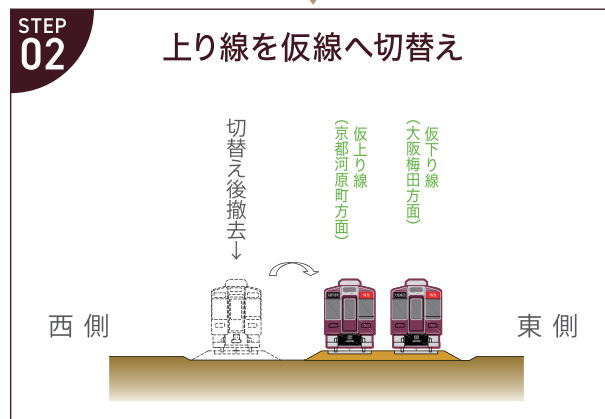 STEP
02
上り線を仮線へ切替え
切替え後撤去→
仮下り線
（大阪梅田方面）
仮上り線
（京都河原町方面）
西側
東側